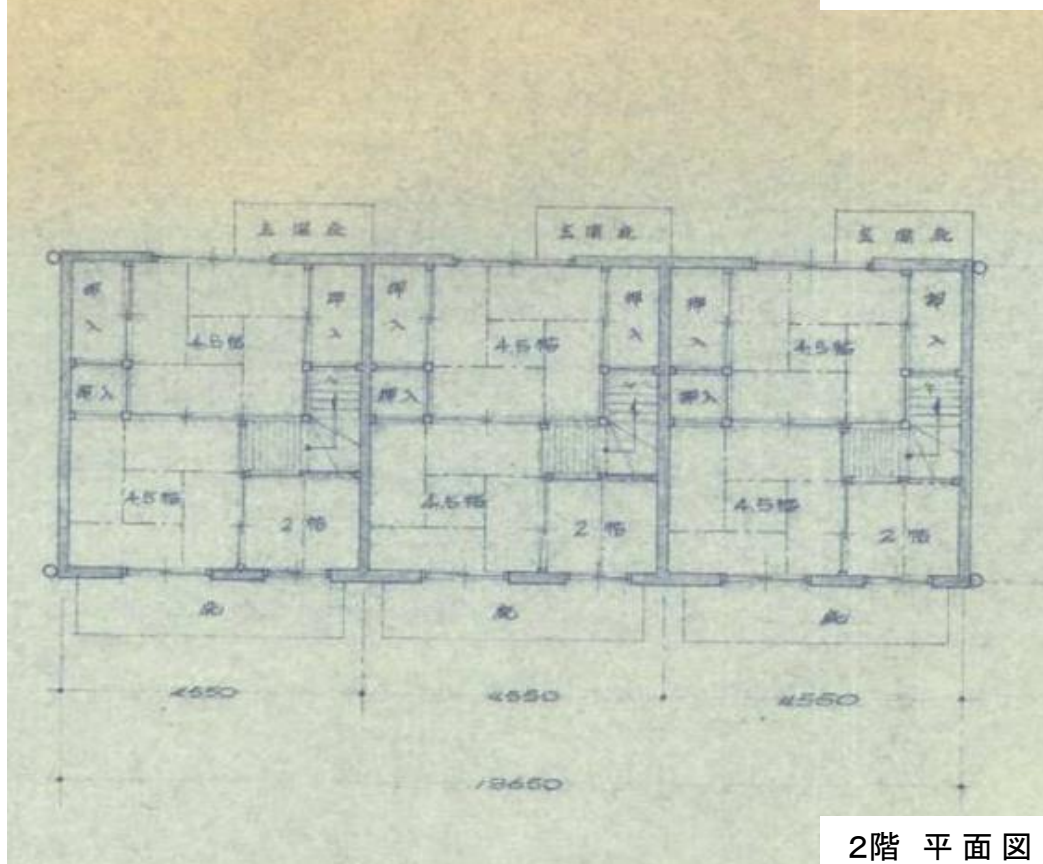 玄関庇 玄関庇 玄関庇
押入 押入 押入 押入 押入 押入
4.5帖 4.5帖 4.5帖
押入 押入 押入
4.5帖 2帖 4.5帖 2帖 4.5帖 2帖
庇 庇 庇
4550 4550 4550
13650
2階 平面図